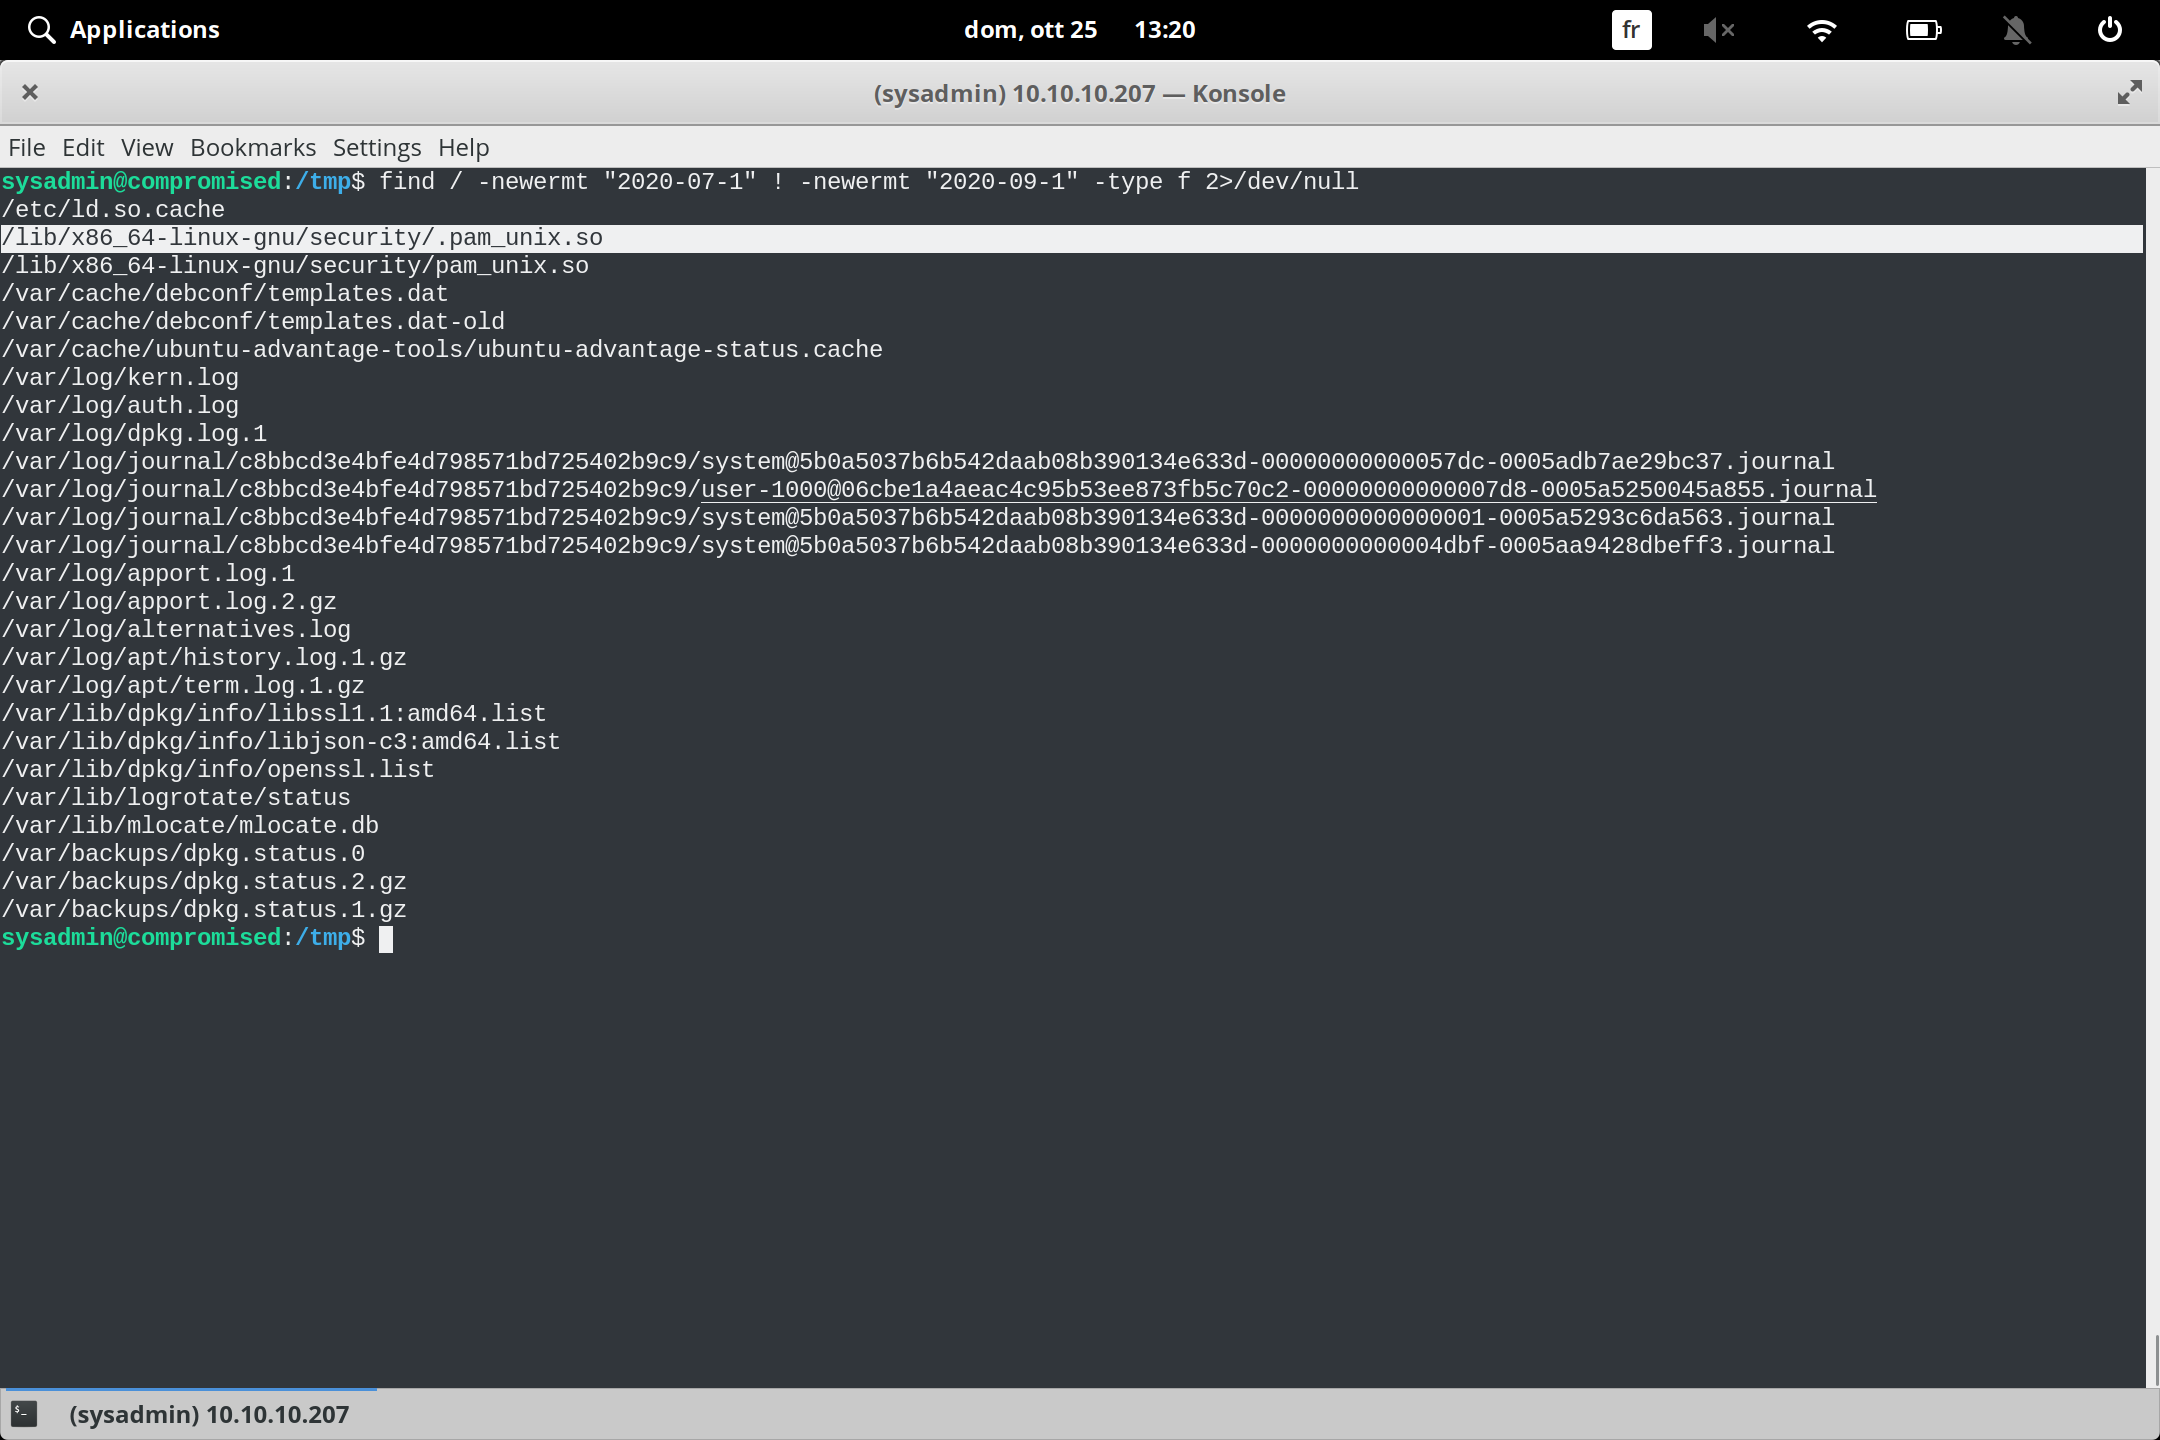 Applications
dom, ott 25 13:20
fr
(sysadmin) 10.10.10.207 — Konsole
File Edit View Bookmarks Settings Help
sysadmin@compromised:/tmp$ find / -newermt "2020-07-1" ! -newermt "2020-09-1" -type f 2>/dev/null
/etc/ld.so.cache
/lib/x86_64-linux-gnu/security/.pam_unix.so
/lib/x86_64-linux-gnu/security/pam_unix.so
/var/cache/debconf/templates.dat
/var/cache/debconf/templates.dat-old
/var/cache/ubuntu-advantage-tools/ubuntu-advantage-status.cache
/var/log/kern.log
/var/log/auth.log
/var/log/dpkg.log.1
/var/log/journal/c8bbcd3e4bfe4d798571bd725402b9c9/system@5b0a5037b6b542daab08b390134e633d-00000000000057dc-0005adb7ae29bc37.journal
/var/log/journal/c8bbcd3e4bfe4d798571bd725402b9c9/user-1000@06cbe1a4aeac4c95b53ee873fb5c70c2-00000000000007d8-0005a5250045a855.journal
/var/log/journal/c8bbcd3e4bfe4d798571bd725402b9c9/system@5b0a5037b6b542daab08b390134e633d-0000000000000001-0005a5293c6da563.journal
/var/log/journal/c8bbcd3e4bfe4d798571bd725402b9c9/system@5b0a5037b6b542daab08b390134e633d-0000000000004dbf-0005aa9428dbeff3.journal
/var/log/apport.log.1
/var/log/apport.log.2.gz
/var/log/alternatives.log
/var/log/apt/history.log.1.gz
/var/log/apt/term.log.1.gz
/var/lib/dpkg/info/libssl1.1:amd64.list
/var/lib/dpkg/info/libjson-c3:amd64.list
/var/lib/dpkg/info/openssl.list
/var/lib/logrotate/status
/var/lib/mlocate/mlocate.db
/var/backups/dpkg.status.0
/var/backups/dpkg.status.2.gz
/var/backups/dpkg.status.1.gz
sysadmin@compromised:/tmp$
(sysadmin) 10.10.10.207